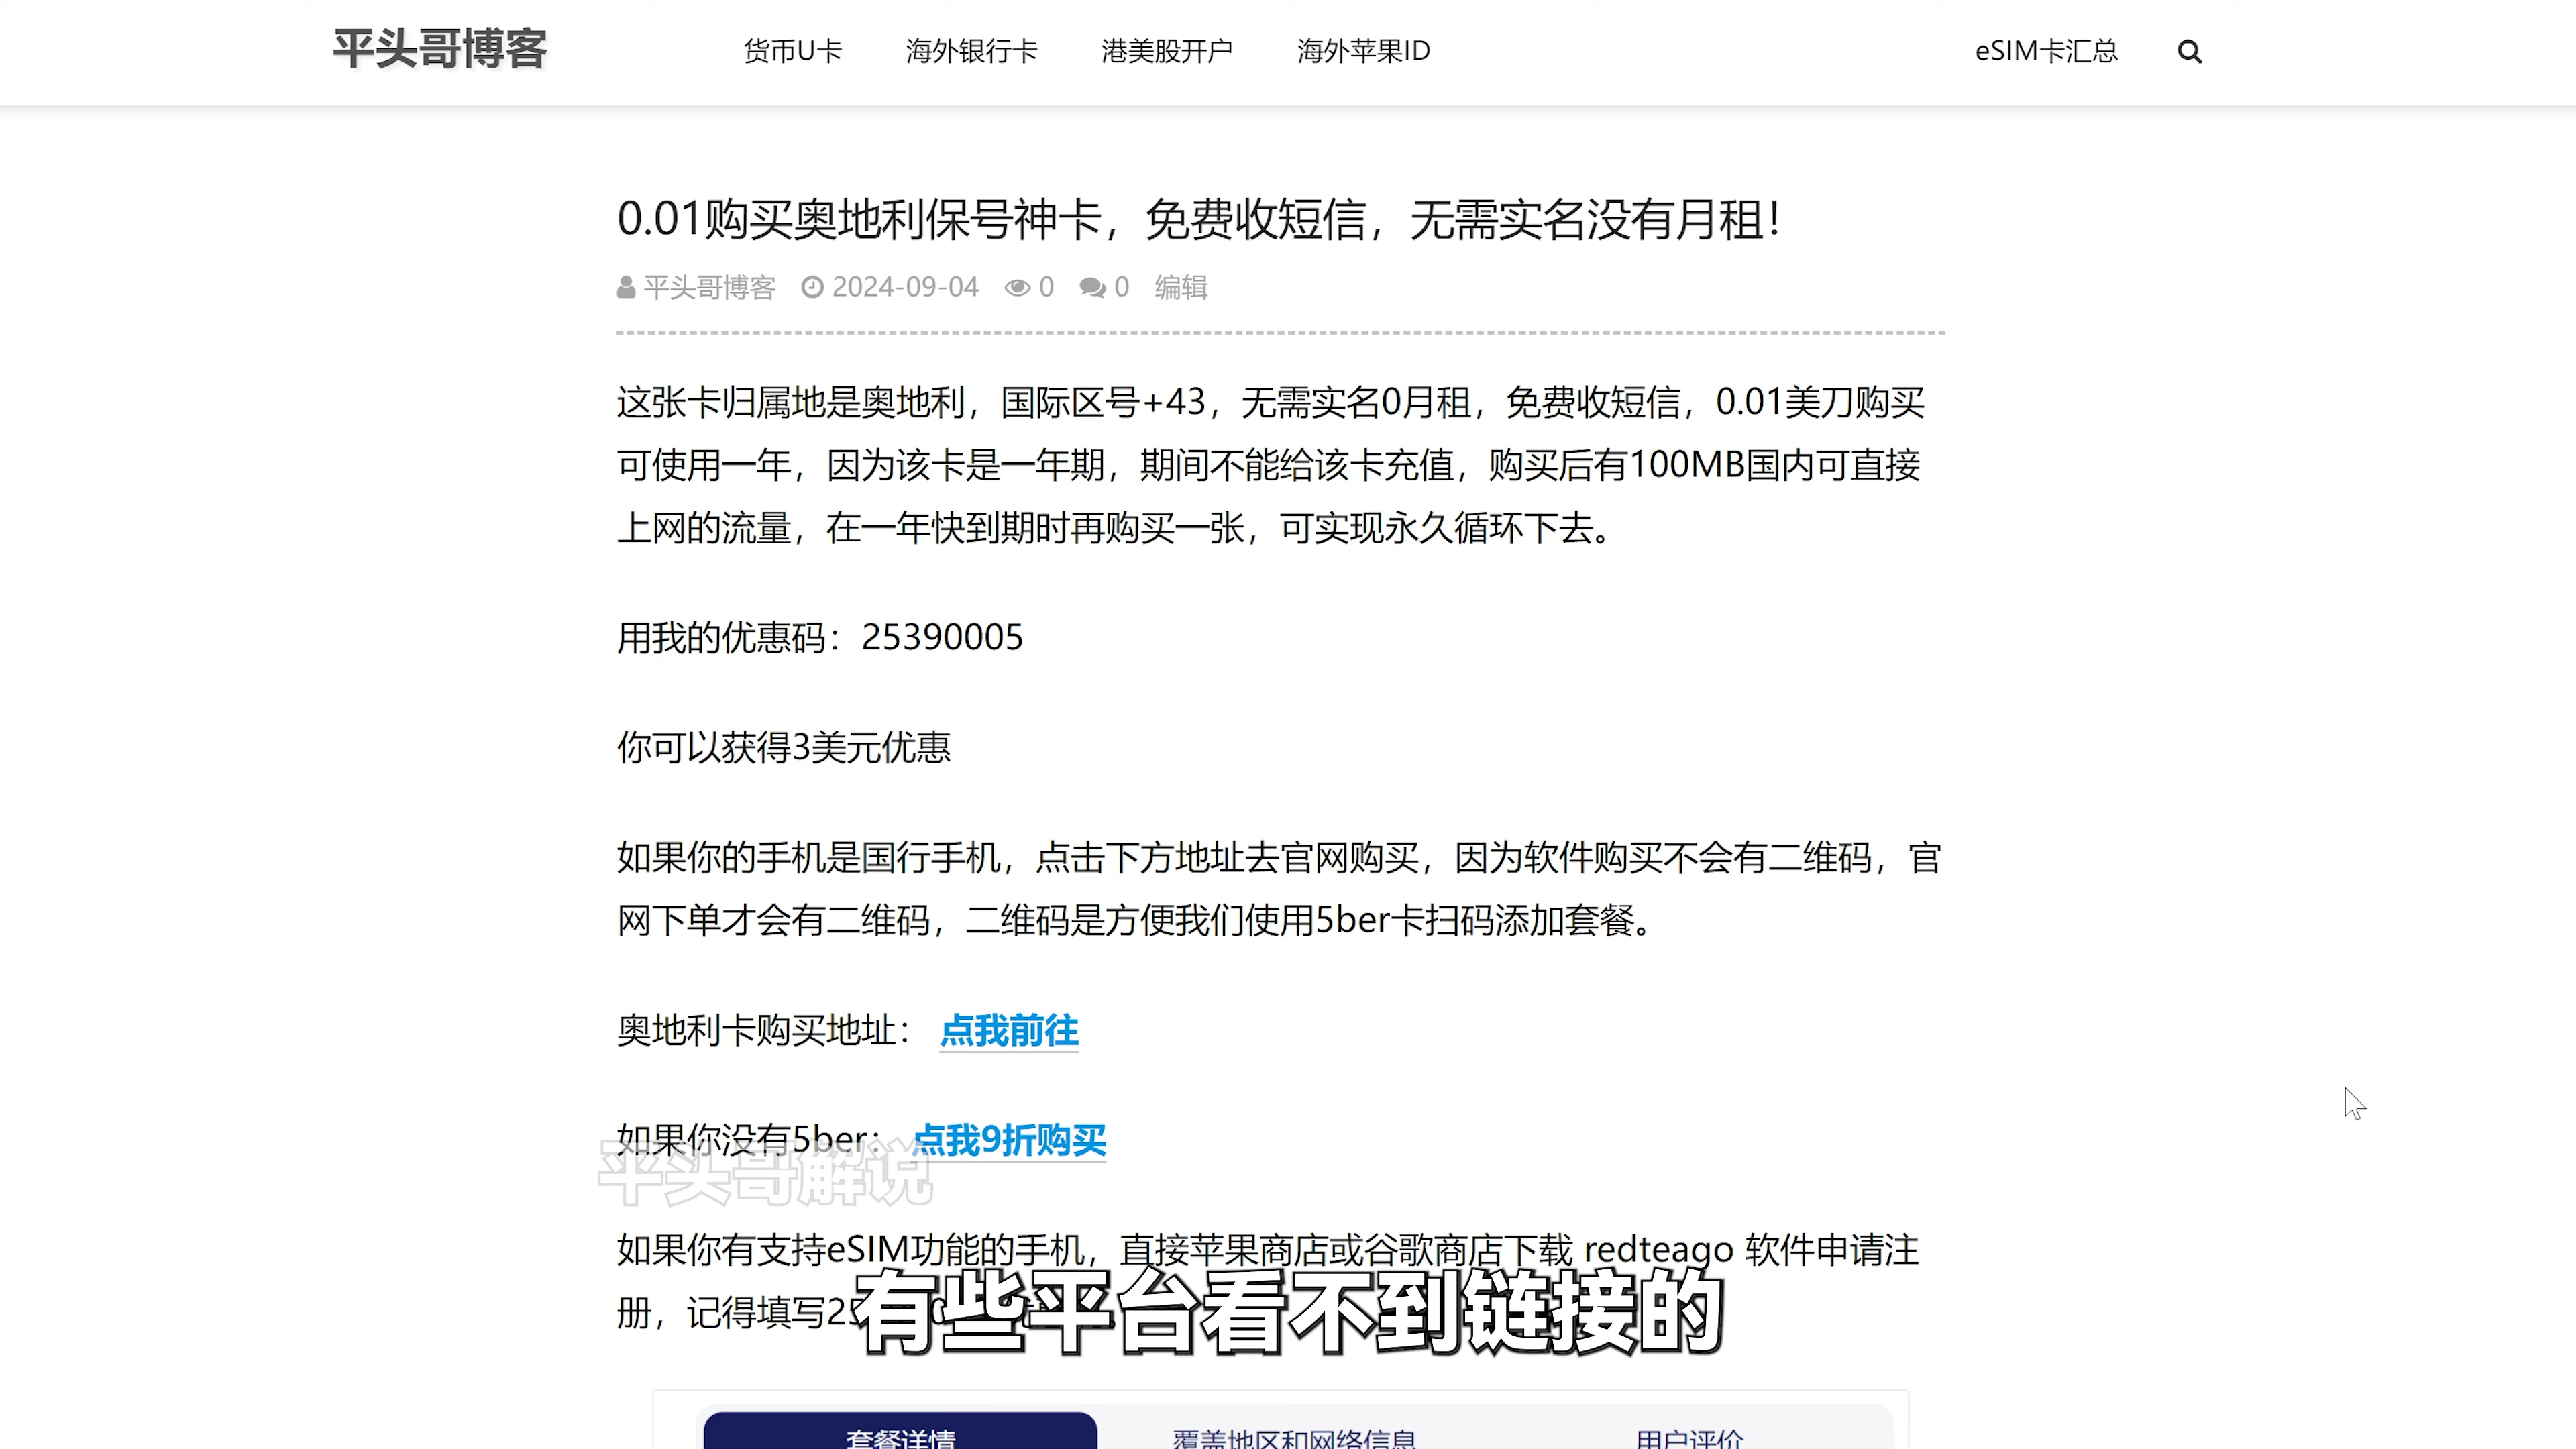 平头哥博客
货币U卡
海外银行卡
港美股开户
海外苹果ID
eSIM卡汇总
0.01购买奥地利保号神卡，免费收短信，无需实名没有月租！
平头哥博客 2024-09-04 0 0 编辑
这张卡归属地是奥地利，国际区号+43，无需实名0月租，免费收短信，0.01美刀购买
可使用一年，因为该卡是一年期，期间不能给该卡充值，购买后有100MB国内可直接
上网的流量，在一年快到期时再购买一张，可实现永久循环下去。
用我的优惠码：25390005
你可以获得3美元优惠
如果你的手机是国行手机，点击下方地址去官网购买，因为软件购买不会有二维码，官
网下单才会有二维码，二维码是方便我们使用5ber卡扫码添加套餐。
奥地利卡购买地址： 点我前往
如果你没有5ber： 点我9折购买
平头哥解说
如果你有支持eSIM功能的手机，直接苹果商店或谷歌商店下载 redteago 软件申请注
册，记得填写
有些平台看不到链接的
套餐详情
覆盖地区和网络信息
用户评价